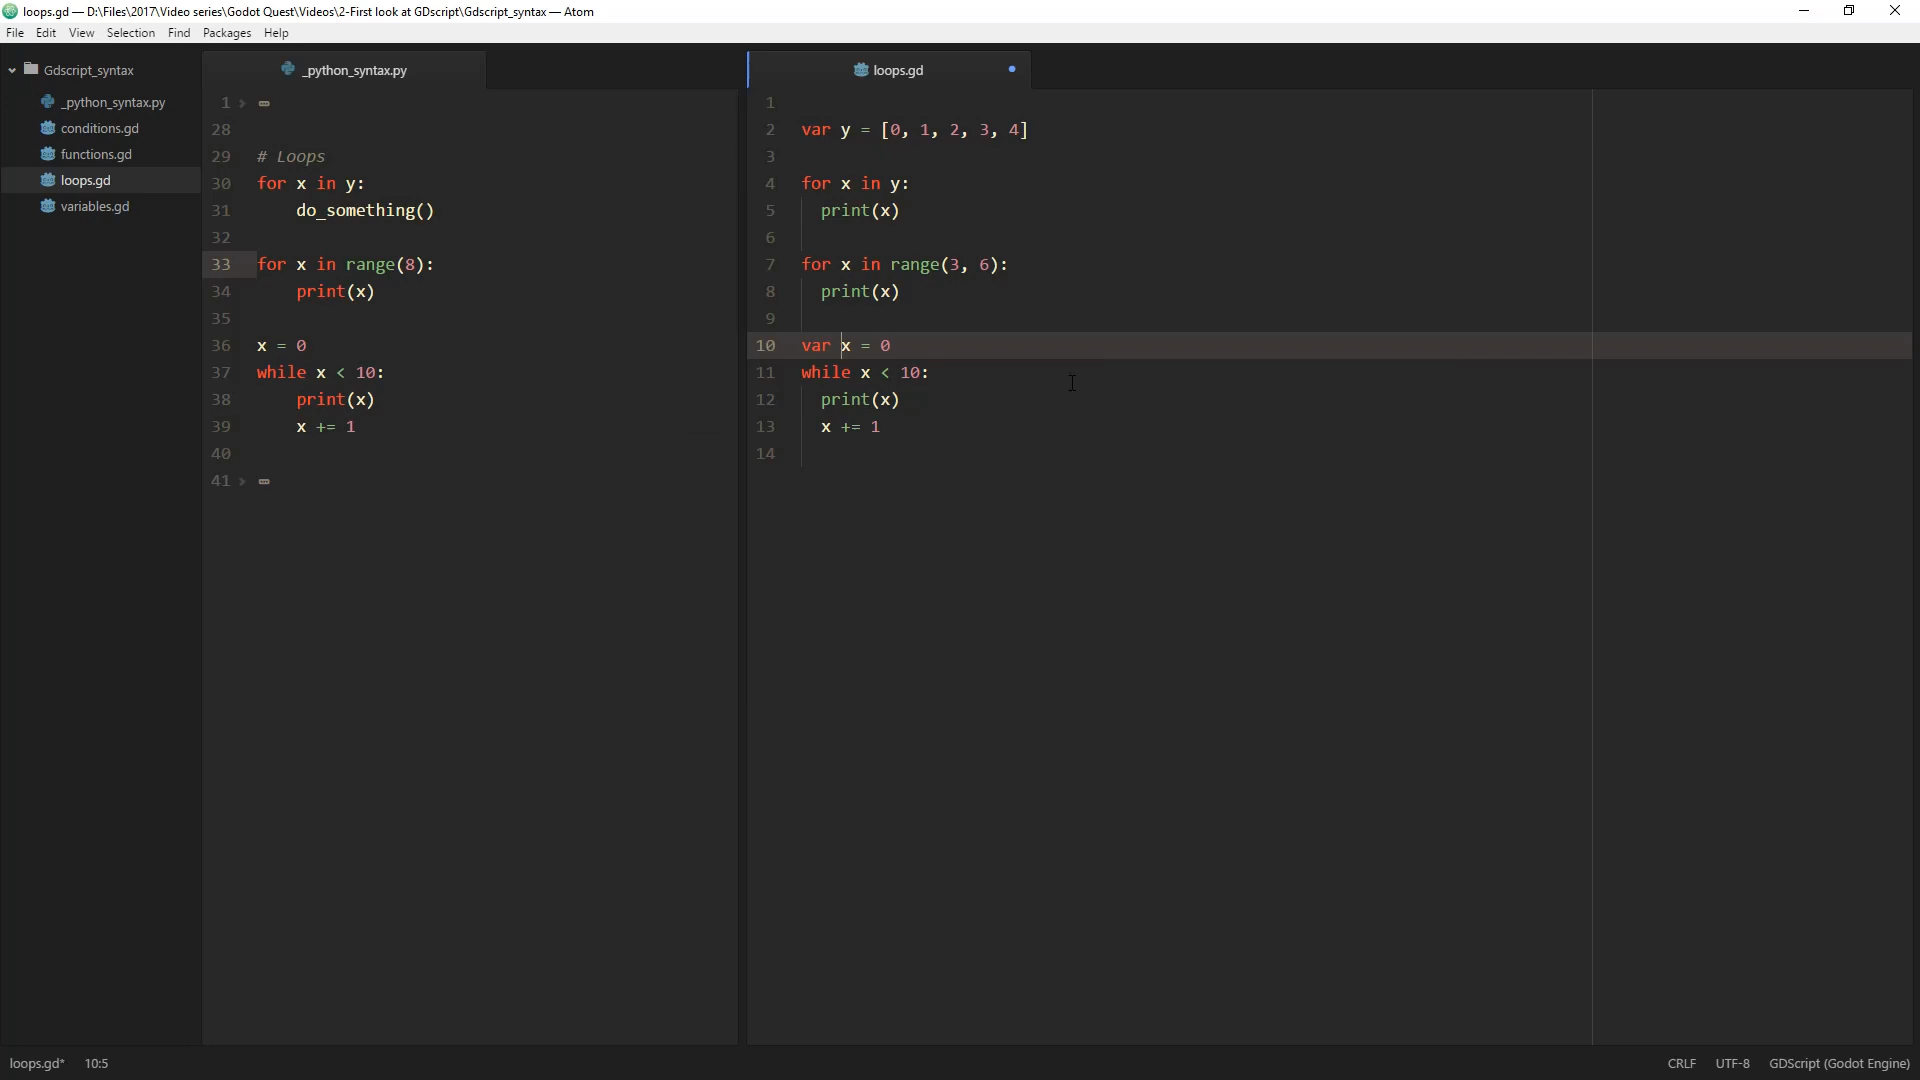 loops.gd — D:\Files\2017\Video series\Godot Quest\Videos\2-First look at GDscript\Gdscript_syntax — Atom
File Edit View Selection Find Packages Help
Gdscript_syntax
_python_syntax.py
conditions.gd
functions.gd
loops.gd
variables.gd
_python_syntax.py
1
28
29 # Loops
30 for x in y:
31 do_something()
32
33 for x in range(8):
34 print(x)
35
36 x = 0
37 while x < 10:
38 print(x)
39 x += 1
40
41
loops.gd
1
2 var y = [0, 1, 2, 3, 4]
3
4 for x in y:
5 print(x)
6
7 for x in range(3, 6):
8 print(x)
9
10 var x = 0
11 while x < 10:
12 print(x)
13 x += 1
14
loops.gd* 10:5 CRLF UTF-8 GDScript (Godot Engine)